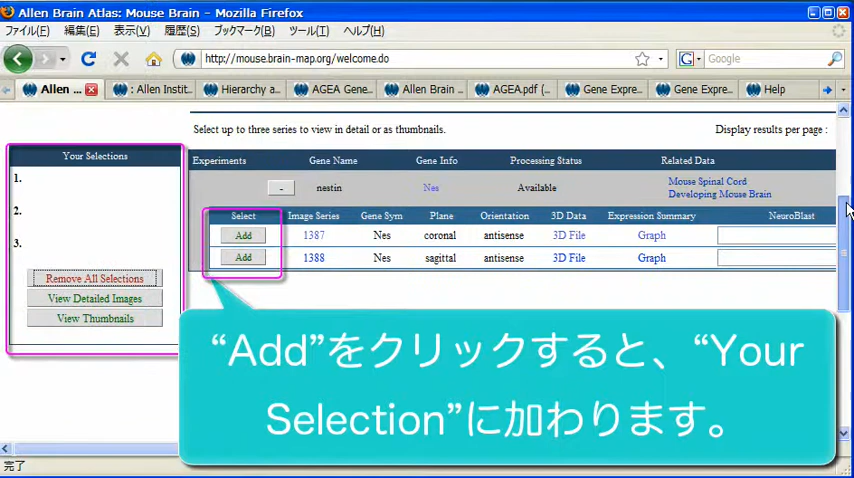 Allen Brain Atlas: Mouse Brain - Mozilla Firefox
ファイル(F) 編集(E) 表示(V) 履歴(S) ブックマーク(B) ツール(T) ヘルプ(H)
http://mouse.brain-map.org/welcome.do
G Google
Allen ... : Allen Instit... Hierarchy a... AGEA Gene... Allen Brain ... AGEA.pdf (... Gene Expre... Gene Expre... Help
Select up to three series to view in detail or as thumbnails. Display results per page :
Your Selections
1.
2.
3.
Remove All Selections
View Detailed Images
View Thumbnails
Experiments Gene Name Gene Info Processing Status Related Data
- nestin Nes Available Mouse Spinal Cord
Developing Mouse Brain
Select Image Series Gene Sym Plane Orientation 3D Data Expression Summary NeuroBlast
Add 1387 Nes coronal antisense 3D File Graph
Add 1388 Nes sagittal antisense 3D File Graph
“Add”をクリックすると、“Your
Selection”に加わります。
完了